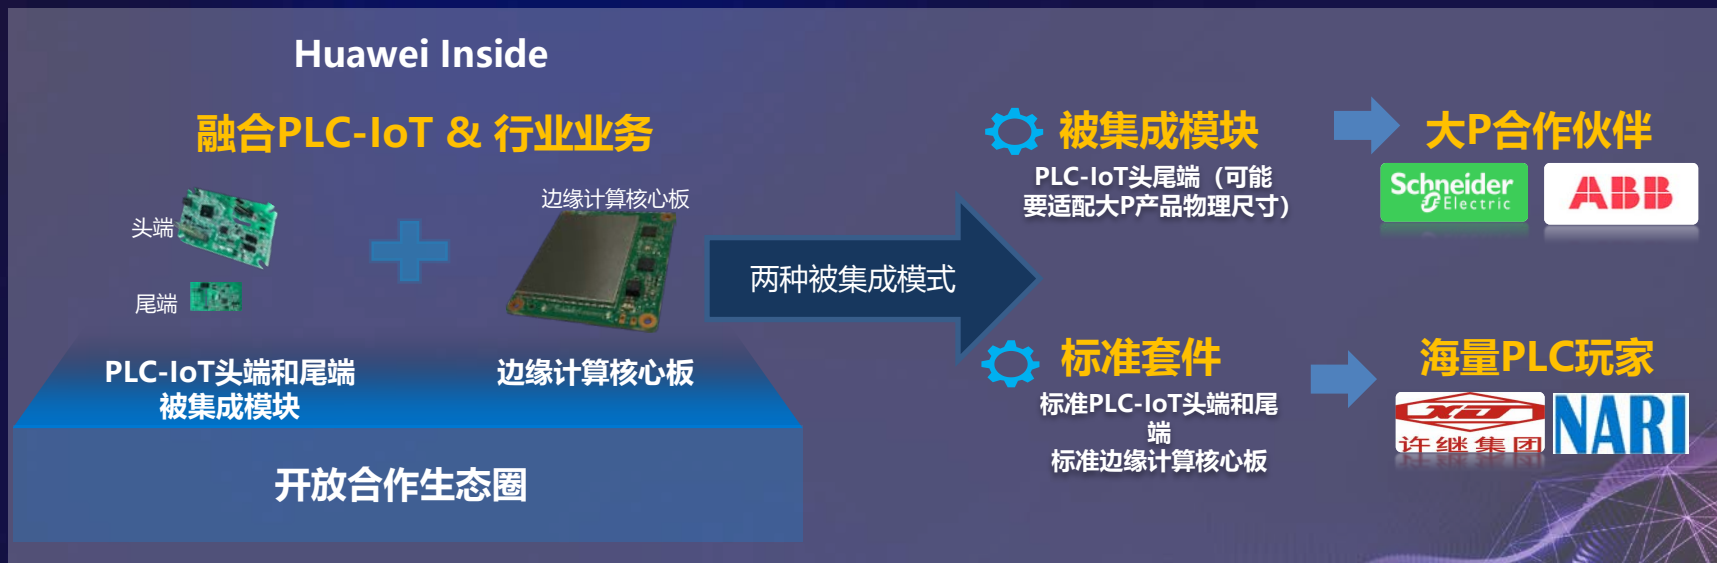 Huawei Inside
融合PLC-IoT & 行业业务
头端
尾端
边缘计算核心板
PLC-IoT头端和尾端
被集成模块
边缘计算核心板
开放合作生态圈
两种被集成模式
被集成模块
PLC-IoT头尾端（可能
要适配大P产品物理尺寸）
大P合作伙伴
Schneider
Electric
ABB
标准套件
标准PLC-IoT头端和尾
端
标准边缘计算核心板
海量PLC玩家
XJ
许继集团
NARI